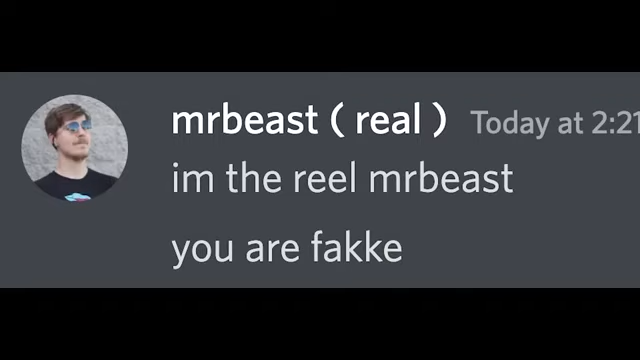 mrbeast ( real ) Today at 2:21
im the reel mrbeast
you are fakke